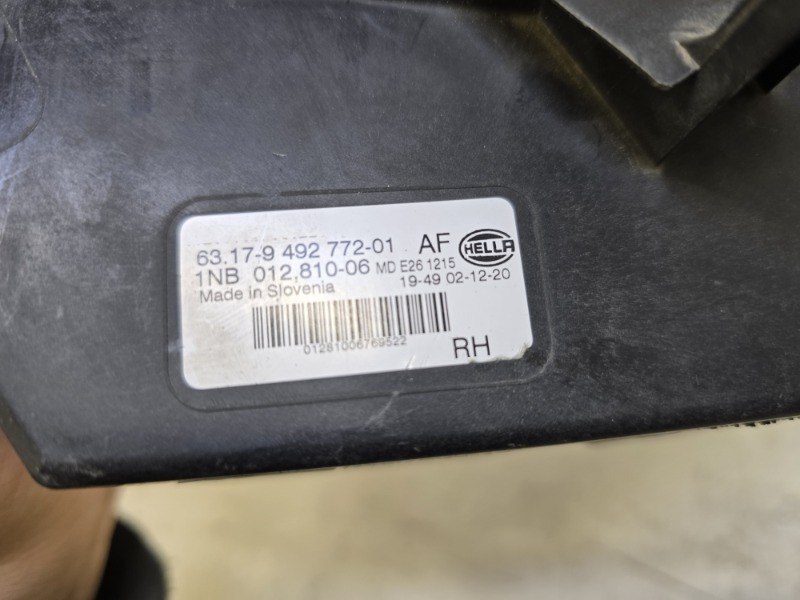 63.17-9 492 772-01 AF HELLA
1NB 012,810-06 MD E26 1215
Made in Slovenia 19-49 02-12-20
01281006769522
RH